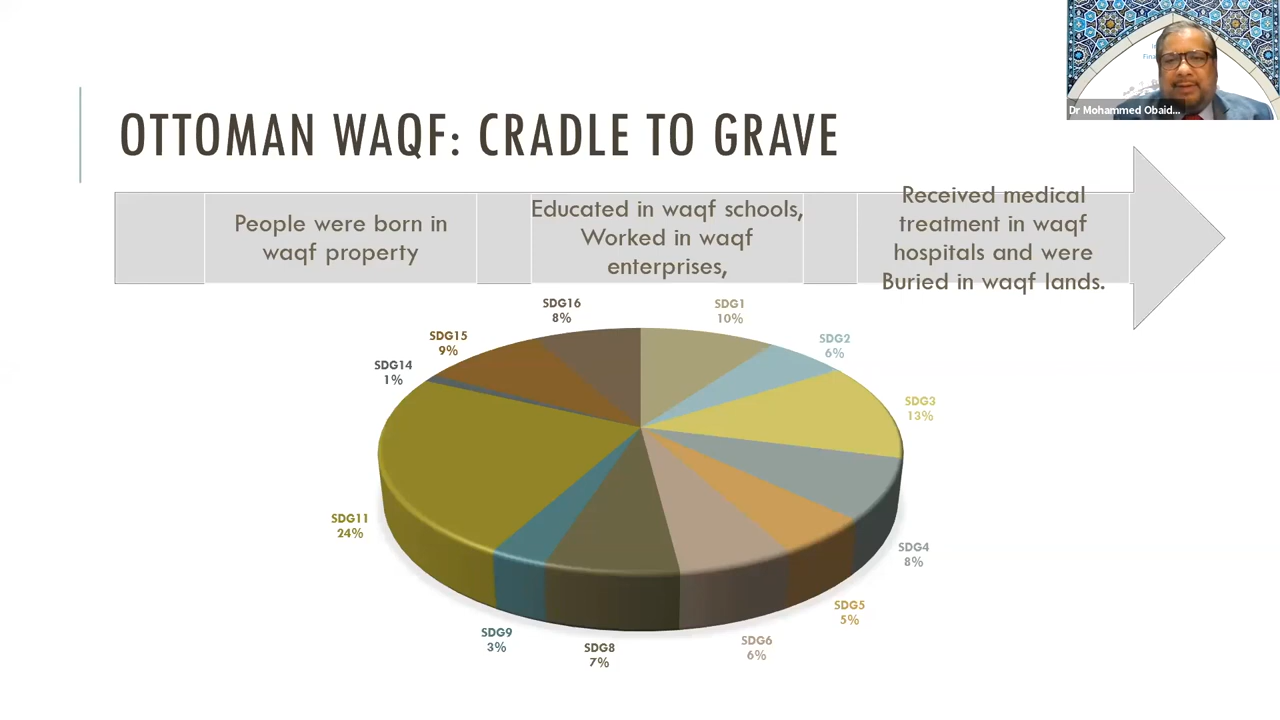 Dr Mohammed Obaid...
OTTOMAN WAQF: CRADLE TO GRAVE
People were born in
waqf property
Educated in waqf schools,
Worked in waqf
enterprises,
Received medical
treatment in waqf
hospitals and were
Buried in waqf lands.
SDG1
10%
SDG2
6%
SDG3
13%
SDG4
8%
SDG5
5%
SDG6
6%
SDG8
7%
SDG9
3%
SDG11
24%
SDG14
1%
SDG15
9%
SDG16
8%